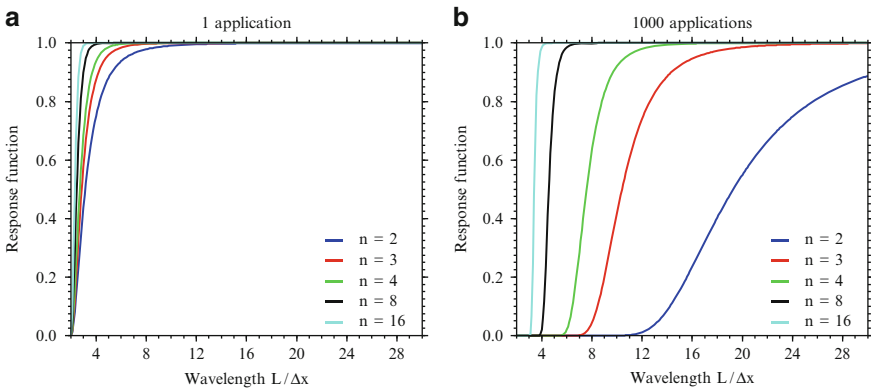 a
1 application
1.0
0.8
0.6
0.4
0.2
0.0
Response function
n = 2
n = 3
n = 4
n = 8
n = 16
4 8 12 16 20 24 28
Wavelength L/Δx
b
1000 applications
1.0
0.8
0.6
0.4
0.2
0.0
Response function
n = 2
n = 3
n = 4
n = 8
n = 16
4 8 12 16 20 24 28
Wavelength L/Δx